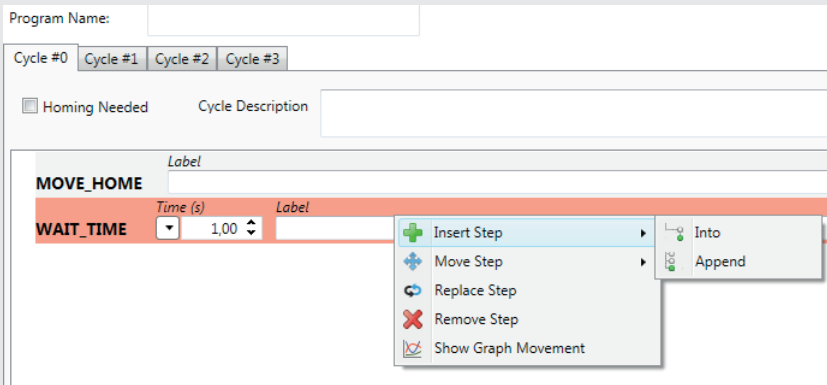 Program Name:
Cycle #0 Cycle #1 Cycle #2 Cycle #3
Homing Needed Cycle Description
Label
MOVE_HOME
Time (s) Label
WAIT_TIME 1,00
Insert Step Into
Move Step Append
Replace Step
Remove Step
Show Graph Movement